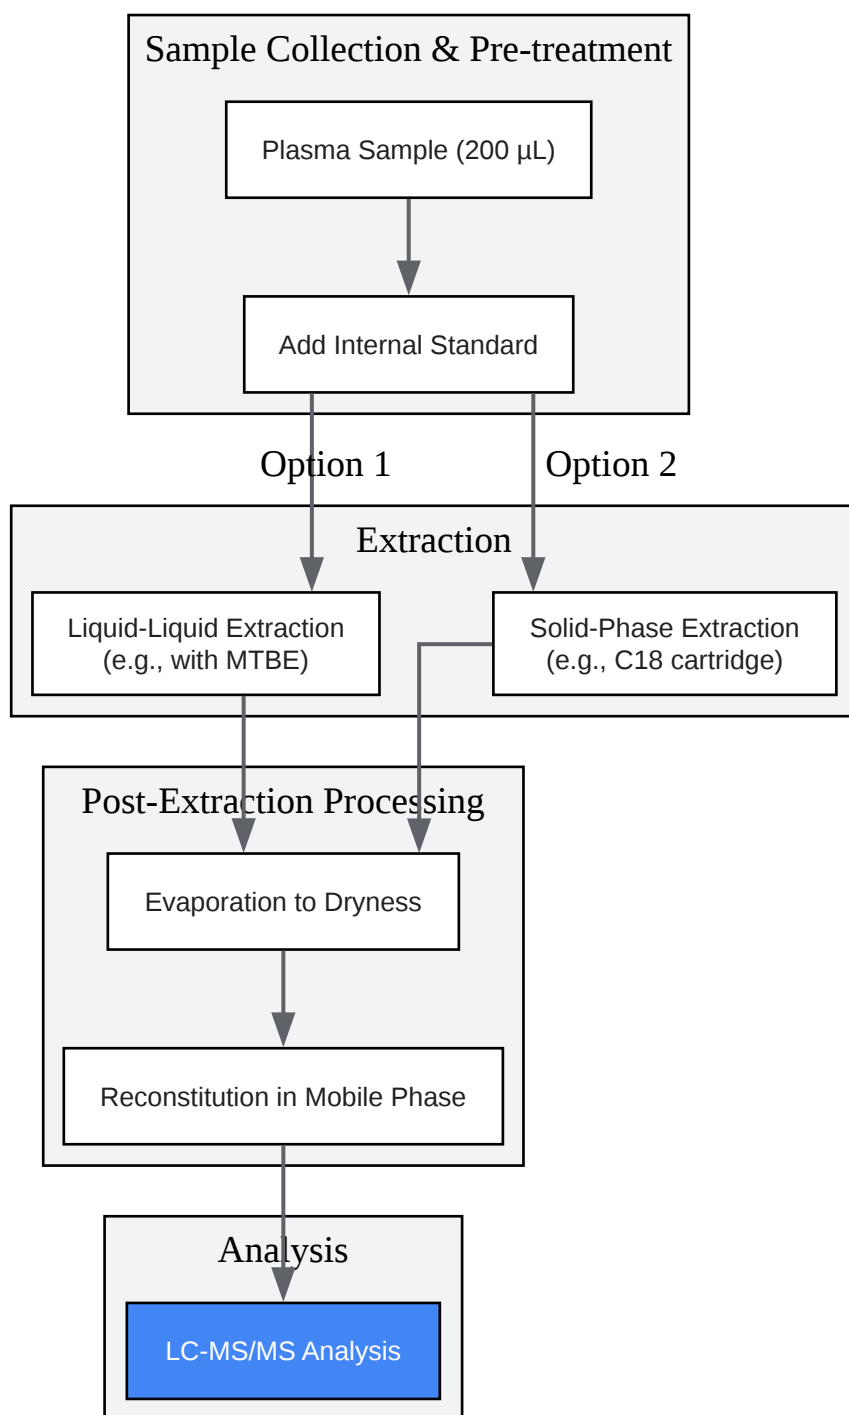 Sample Collection & Pre-treatment
Plasma Sample (200 µL)
Add Internal Standard
Option 1
Option 2
Extraction
Liquid-Liquid Extraction
(e.g., with MTBE)
Solid-Phase Extraction
(e.g., C18 cartridge)
Post-Extraction Processing
Evaporation to Dryness
Reconstitution in Mobile Phase
Analysis
LC-MS/MS Analysis